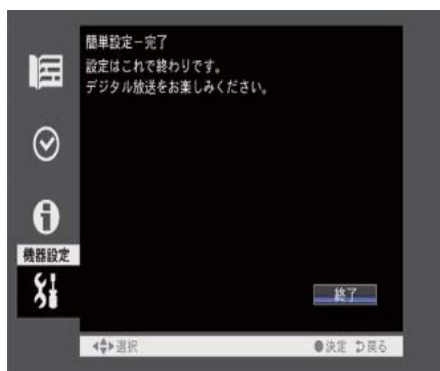 簡単設定－完了
設定はこれで終わりです。
デジタル放送をお楽しみください。
機器設定
終了
選択
決定 戻る